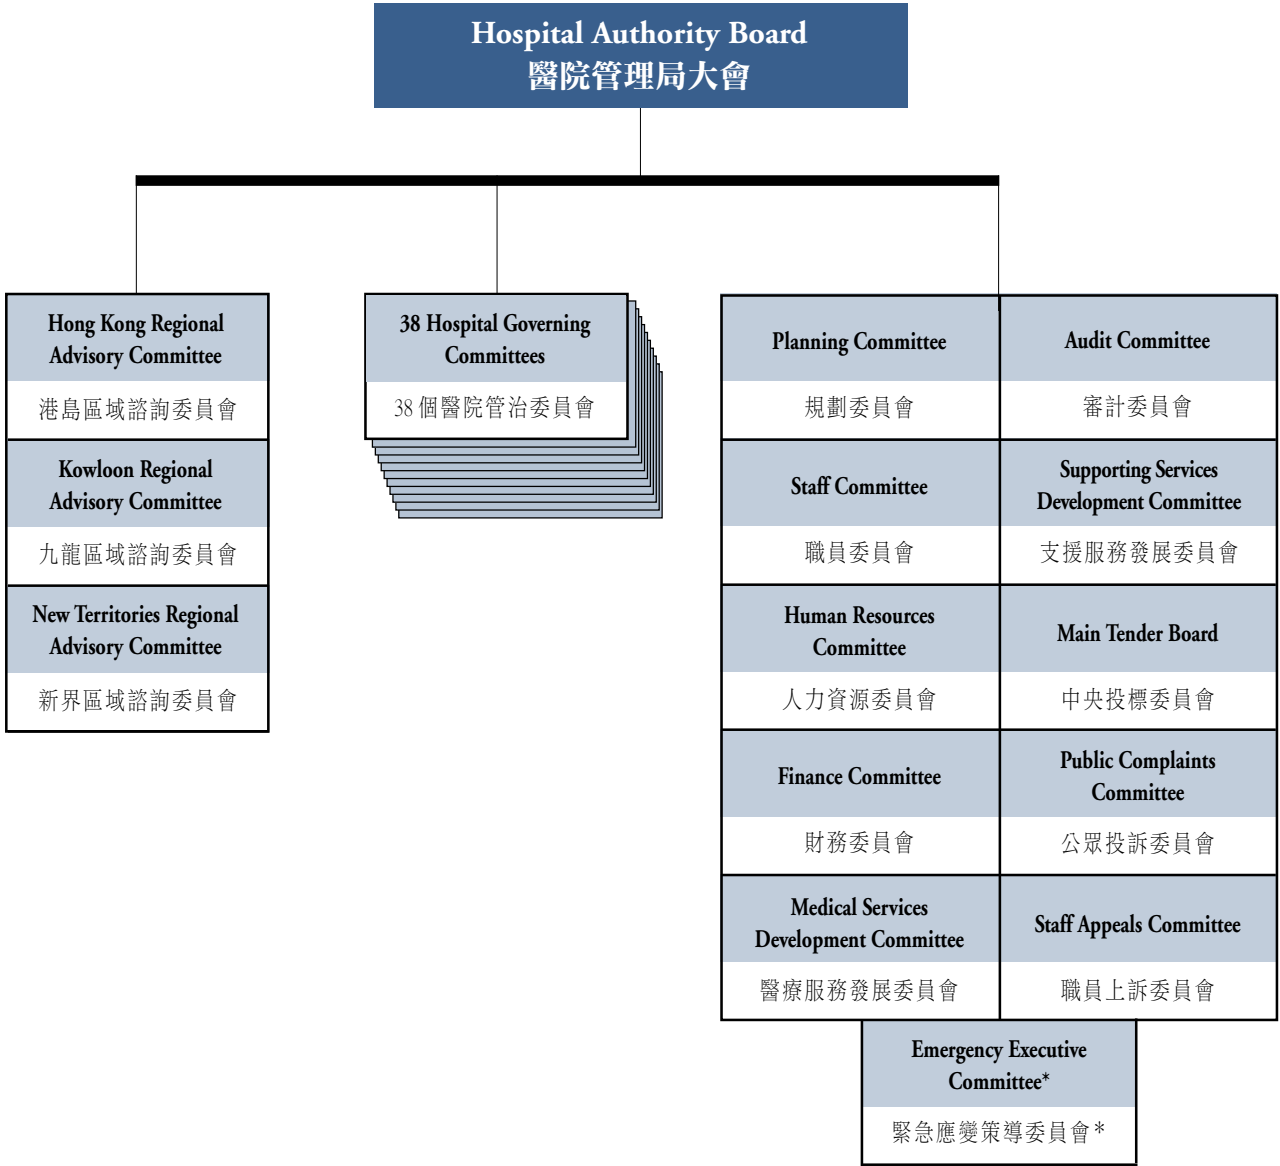 Hospital Authority Board
醫院管理局大會
Hong Kong Regional
Advisory Committee
港島區域諮詢委員會
Kowloon Regional
Advisory Committee
九龍區域諮詢委員會
New Territories Regional
Advisory Committee
新界區域諮詢委員會
38 Hospital Governing
Committees
38 個醫院管治委員會
Planning Committee
規劃委員會
Audit Committee
審計委員會
Staff Committee
職員委員會
Supporting Services
Development Committee
支援服務發展委員會
Human Resources
Committee
人力資源委員會
Main Tender Board
中央投標委員會
Finance Committee
財務委員會
Public Complaints
Committee
公眾投訴委員會
Medical Services
Development Committee
醫療服務發展委員會
Staff Appeals Committee
職員上訴委員會
Emergency Executive
Committee*
緊急應變策導委員會*